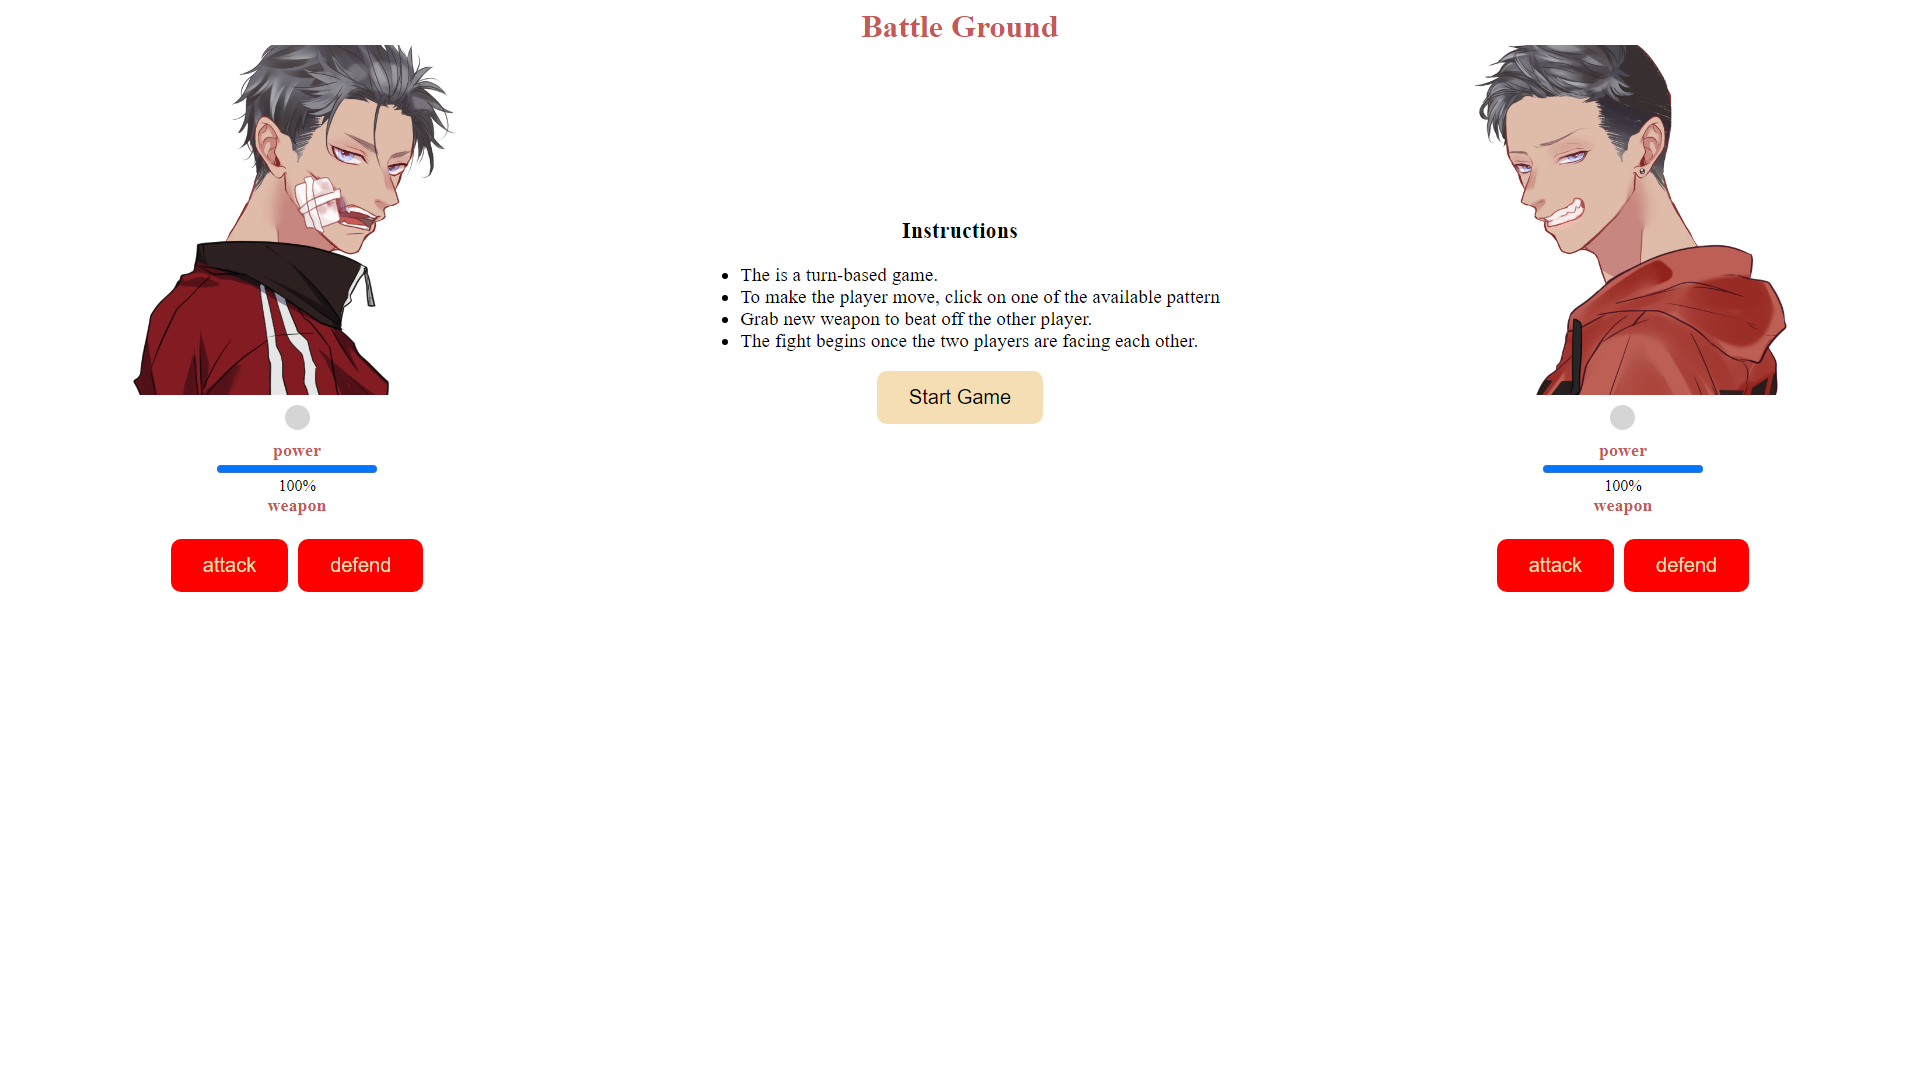 Battle Ground
Instructions
The is a turn-based game.
To make the player move, click on one of the available pattern
Grab new weapon to beat off the other player.
The fight begins once the two players are facing each other.
Start Game
power
100%
weapon
attack defend
power
100%
weapon
attack defend